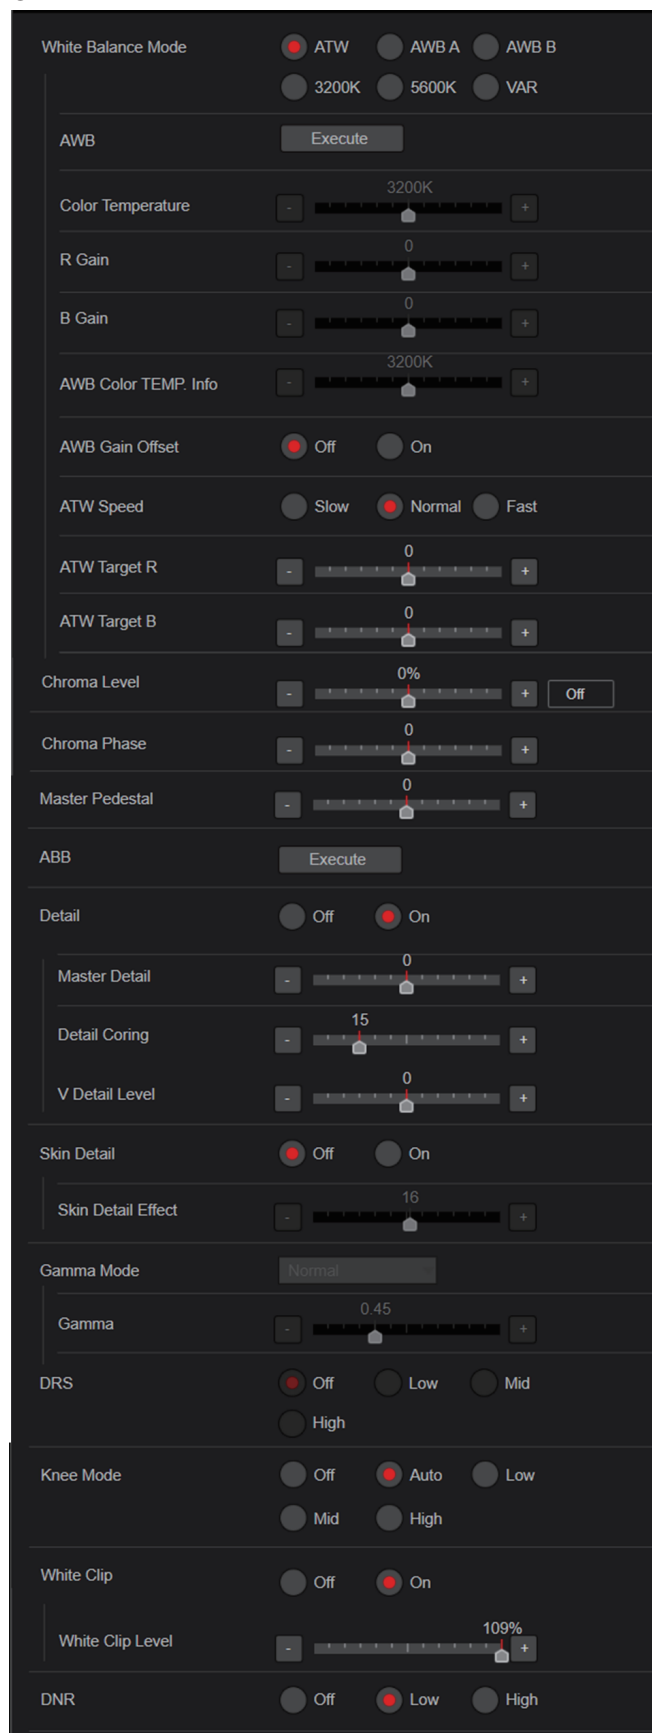 White Balance Mode ATW AWB A AWB B
3200K 5600K VAR
AWB Execute
3200K
Color Temperature - +
0
R Gain - +
0
B Gain - +
3200K
AWB Color TEMP. Info - +
AWB Gain Offset Off On
ATW Speed Slow Normal Fast
0
ATW Target R - +
0
ATW Target B - +
0%
Chroma Level - + Off
0
Chroma Phase - +
0
Master Pedestal - +
ABB Execute
Detail Off On
0
Master Detail - +
15
Detail Coring - +
0
V Detail Level - +
Skin Detail Off On
16
Skin Detail Effect - +
Gamma Mode Normal
0.45
Gamma - +
DRS Off Low Mid
High
Knee Mode Off Auto Low
Mid High
White Clip Off On
109%
White Clip Level - +
DNR Off Low High